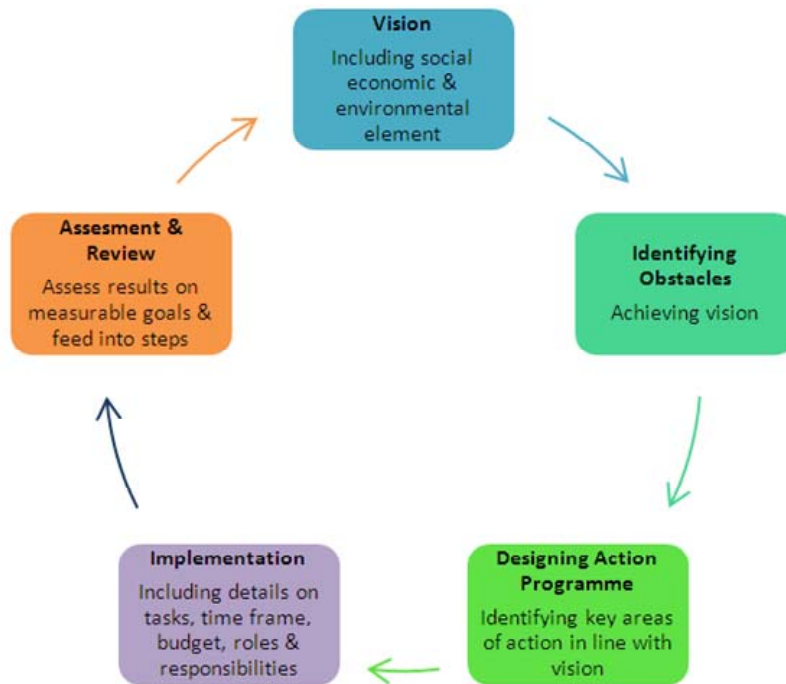 Vision
Including social
economic &
environmental
element
Identifying
Obstacles
Achieving vision
Designing Action
Programme
Identifying key areas
of action in line with
vision
Implementation
Including details on
tasks, time frame,
budget, roles &
responsibilities
Assesment &
Review
Assess results on
measurable goals &
feed into steps